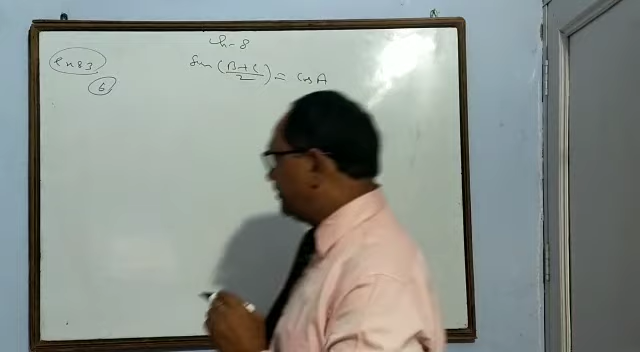 Ch-8
Ex 8.3
Sin (B+C/2) = Cos A
6